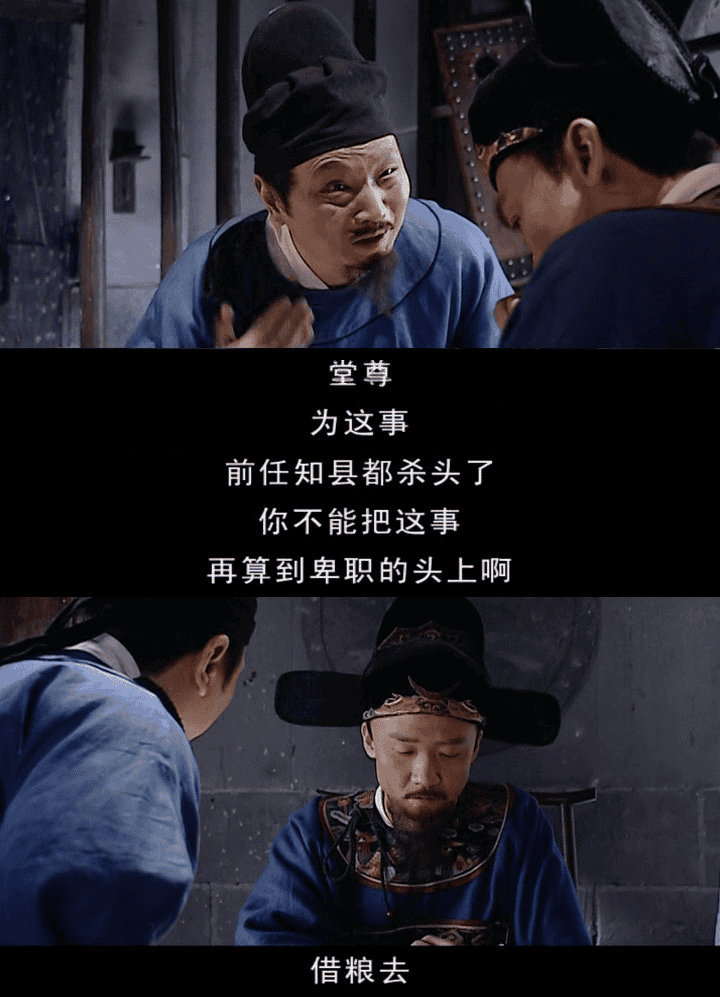 堂尊
为这事
前任知县都杀头了
你不能把这事
再算到卑职的头上啊
借粮去